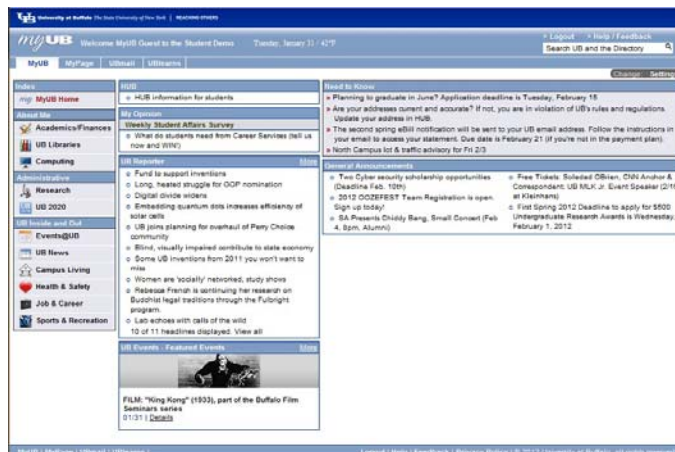 University at Buffalo The State University of New York | REACHING OTHERS
my UB Welcome MyUB Guest to the Student Demo Tuesday, January 31 / 42°F
Logout Help / Feedback
Search UB and the Directory
MyUB MyPage UBmail UBlearns
Change: Settings
Index
my MyUB Home
About Me
Academics/Finances
UB Libraries
Computing
Administrative
Research
UB 2020
UB Inside and Out
Events@UB
UB News
Campus Living
Health & Safety
Job & Career
Sports & Recreation
HUB
HUB information for students
My Opinion
Weekly Student Affairs Survey
What do students need from Career Services (tell us
now and WIN!)
UB Reporter More
Fund to support inventions
Long, heated struggle for GOP nomination
Digital divide widens
Embedding quantum dots increases efficiency of
solar cells
UB joins planning for overhaul of Perry Choice
community
Blind, visually impaired contribute to state economy
Some UB inventions from 2011 you won't want to
miss
Women are 'socially' networked, study shows
Rebecca French is continuing her research on
Buddhist legal traditions through the Fulbright
program.
Lab echoes with calls of the wild
10 of 11 headlines displayed. View all
UB Events - Featured Events More
FILM: "King Kong" (1933), part of the Buffalo Film
Seminars series
01/31 | Details
Need to Know
» Planning to graduate in June? Application deadline is Tuesday, February 15
» Are your addresses current and accurate? If not, you are in violation of UB's rules and regulations.
Update your address in HUB.
» The second spring eBill notification will be sent to your UB email address. Follow the instructions in
your email to access your statement. Due date is February 21 (if you're not in the payment plan).
» North Campus lot & traffic advisory for Fri 2/3
General Announcements
Two Cyber security scholarship opportunities
(Deadline Feb. 10th)
2012 OOZEFEST Team Registration is open.
Sign up today!
SA Presents Chiddy Bang, Small Concert (Feb
4, 8pm, Alumni)
Free Tickets: Soledad OBrien, CNN Anchor &
Correspondent: UB MLK Jr. Event Speaker
at Kleinhans)
First Spring 2012 Deadline to apply for $500
Undergraduate Research Awards is Wednesday,
February 1, 2012
MyUB | MyPage | UBmail | UBlearns |
Logout | Help / Feedback | Privacy Policy | © 2012 University at Buffalo, all rights